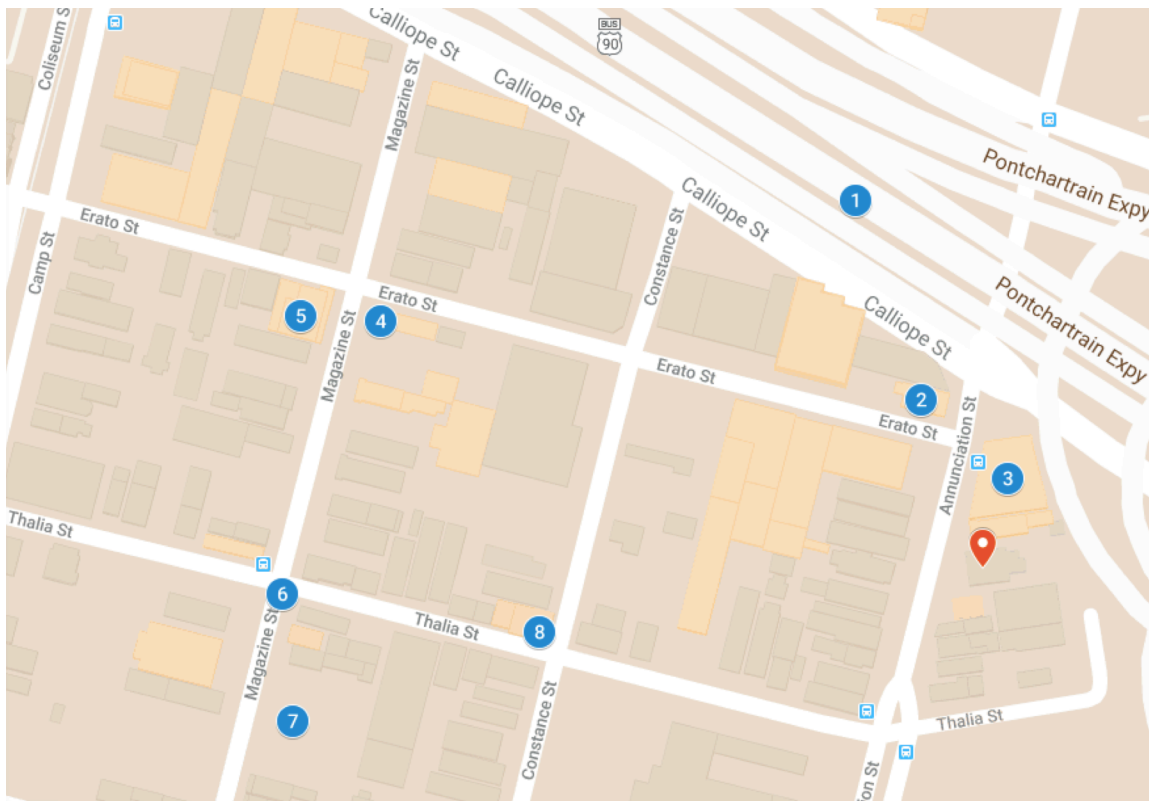 Coliseum St
Calliope St
BUS
90
Magazine St
Calliope St
Pontchartrain Expy
Calliope St
1
Erato St
Camp St
Constance St
Erato St
5
4
Magazine St
Calliope St
Pontchartrain Expy
Erato St
2
Erato St
Annunciation St
3
Thalia St
6
Thalia St
8
Magazine St
7
Constance St
Thalia St
ion St